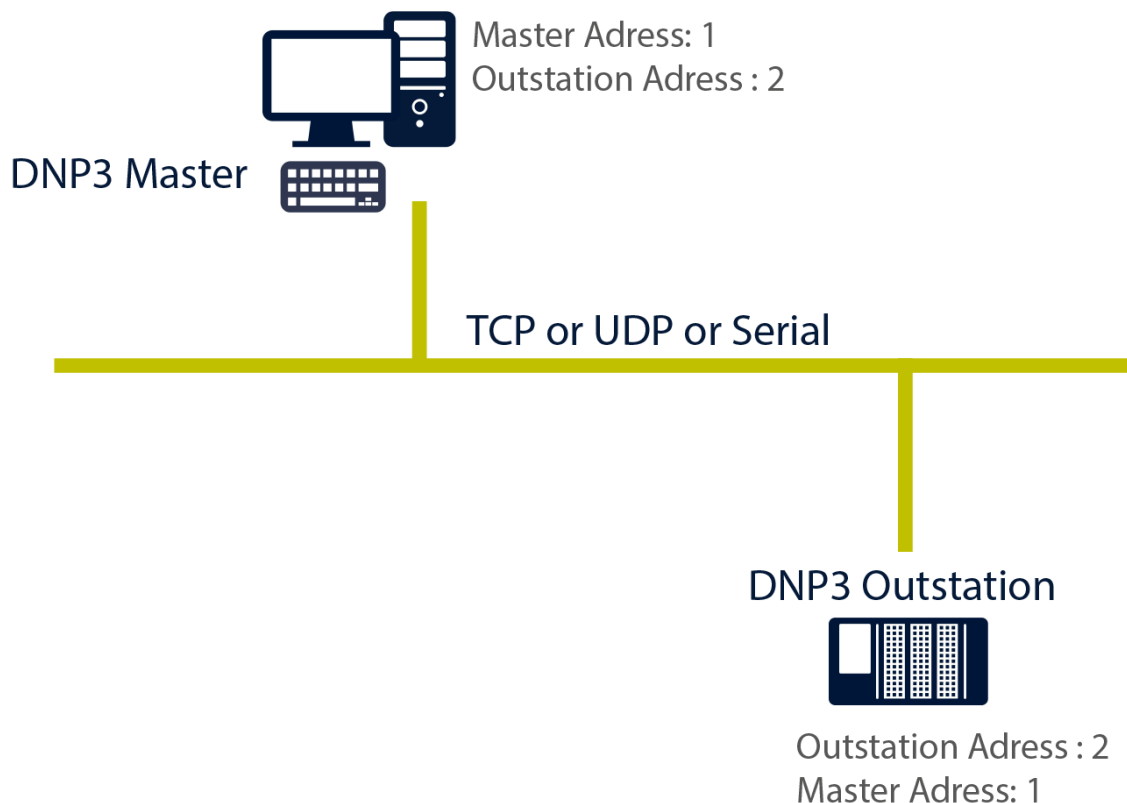 Master Adress: 1
Outstation Adress : 2
DNP3 Master
TCP or UDP or Serial
DNP3 Outstation
Outstation Adress : 2
Master Adress: 1